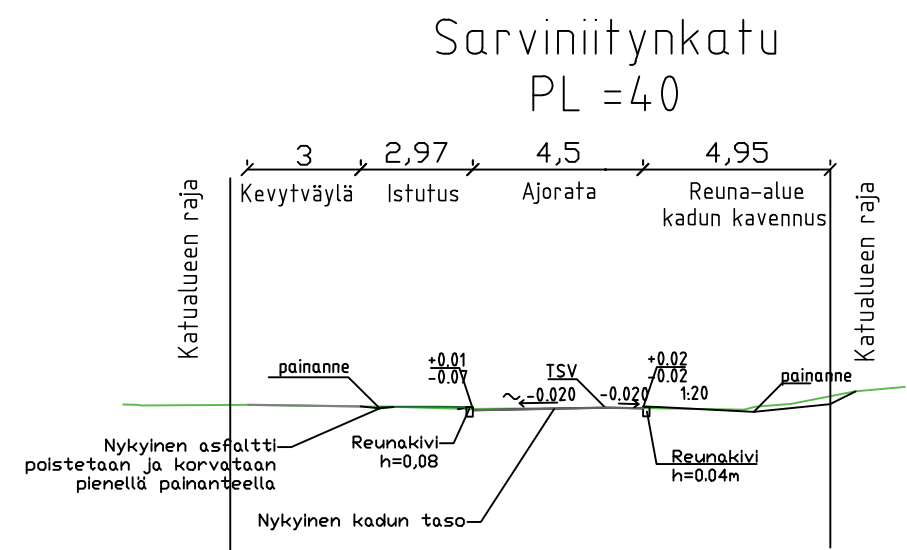 Sarviniitynkatu
PL =40
3
2,97
4,5
4,95
Kevytväylä
Istutus
Ajorata
Reuna-alue
kadun kavennus
Katualueen raja
Katualueen raja
painanne
+0.01
-0.07
TSV
~ -0.020
-0.020
+0.02
-0.02
1:20
painanne
Nykyinen asfaltti
poistetaan ja korvataan
pienellä painanteella
Reunakivi
h=0,08
Reunakivi
h=0.04m
Nykyinen kadun taso